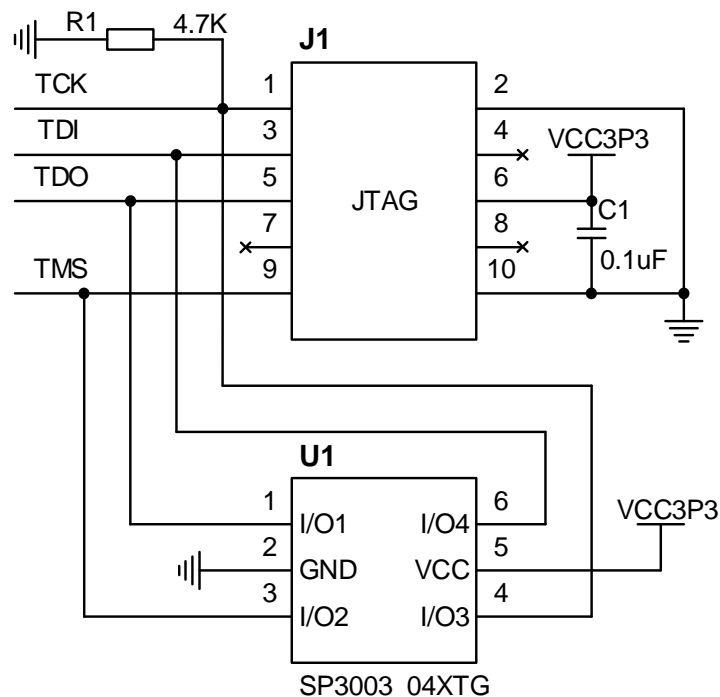 R1 4.7K
J1
TCK 1 2
TDI 3 4 VCC3P3
TDO 5 6
JTAG C1
7 8
0.1uF
TMS 9 10
U1
1 I/O1 I/O4 6 VCC3P3
2 GND VCC 5
3 I/O2 I/O3 4
SP3003_04XTG